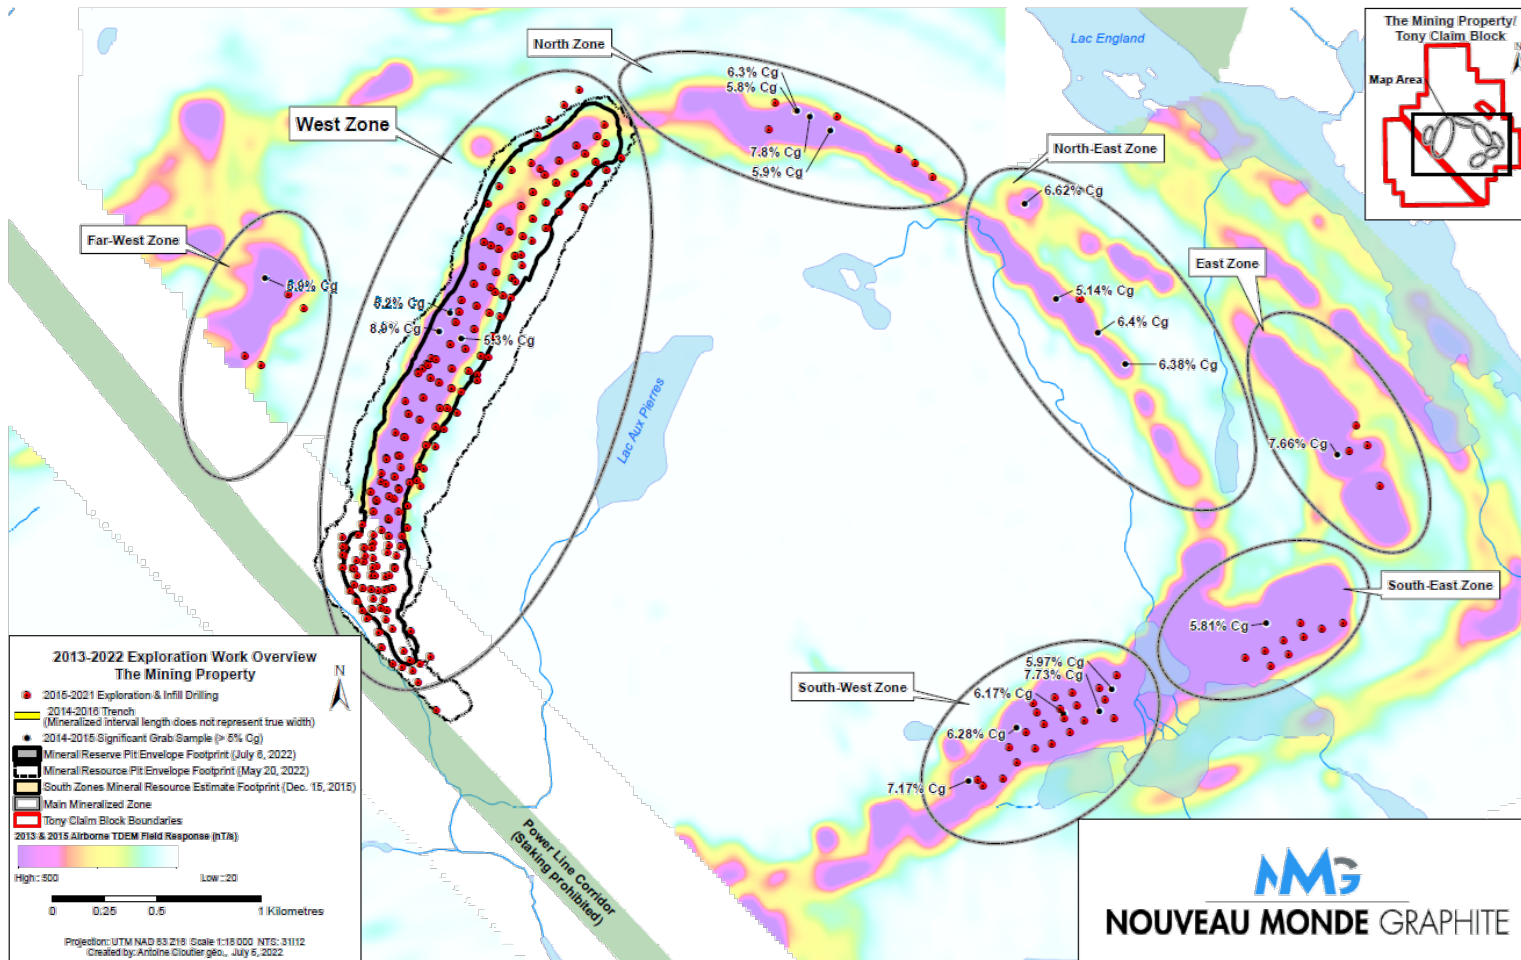 North Zone
6.3% Cg
5.8% Cg
7.8% Cg
5.9% Cg
Lac England
The Mining Property/
Tony Claim Block
Map Area
N
West Zone
North-East Zone
6.62% Cg
Far-West Zone
East Zone
5.14% Cg
6.4% Cg
6.38% Cg
5.3% Cg
Lac Aux Pierres
7.66% Cg
South-East Zone
5.81% Cg
South-West Zone
5.97% Cg
7.73% Cg
6.17% Cg
6.28% Cg
7.17% Cg
Power Line Corridor
(Staking prohibited)
2013-2022 Exploration Work Overview
The Mining Property
N
2015-2021 Exploration & Infill Drilling
2014-2016 Trench
(Mineralized interval length does not represent true width)
2014-2015 Significant Grab Sample (> 5% Cg)
Mineral Reserve Pit Envelope Footprint (July 6, 2022)
Mineral Resource Pit Envelope Footprint (May 20, 2022)
South Zones Mineral Resource Estimate Footprint (Dec. 15, 2015)
Main Mineralized Zone
Tony Claim Block Boundaries
2013 & 2015 Airborne TDEM Field Response (nT/s)
High : 500
Low : 20
0 0.25 0.5 1 Kilometres
Projection: UTM NAD 83 Z18 Scale 1:18 000 NTS: 31I12
Created by: Antoine Cloutier géo., July 5, 2022
NMG
NOUVEAU MONDE GRAPHITE